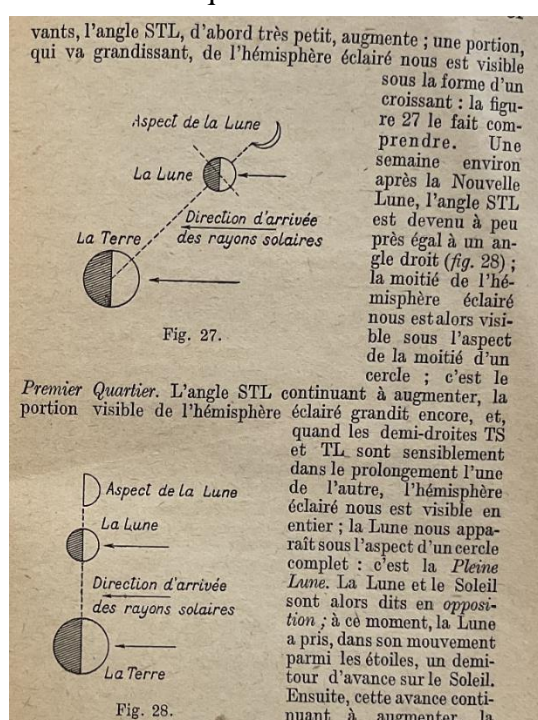 vants, l'angle STL, d'abord très petit, augmente ; une portion,
qui va grandissant, de l'hémisphère éclairé nous est visible
sous la forme d'un
croissant : la figu-
re 27 le fait com-
prendre. Une
semaine environ
après la Nouvelle
Lune, l'angle STL
est devenu à peu
près égal à un an-
gle droit (fig. 28) ;
la moitié de l'hé-
misphère éclairé
nous est alors visi-
ble sous l'aspect
de la moitié d'un
cercle ; c'est le
Aspect de la Lune
La Lune
Direction d'arrivée
des rayons solaires
La Terre
Fig. 27.
Premier Quartier. L'angle STL continuant à augmenter, la
portion visible de l'hémisphère éclairé grandit encore, et,
quand les demi-droites TS
et TL sont sensiblement
dans le prolongement l'une
de l'autre, l'hémisphère
éclairé nous est visible en
entier ; la Lune nous appa-
raît sous l'aspect d'un cercle
complet : c'est la Pleine
Lune. La Lune et le Soleil
sont alors dits en opposi-
tion ; à cè moment, la Lune
a pris, dans son mouvement
parmi les étoiles, un demi-
tour d'avance sur le Soleil.
Ensuite, cette avance conti-
nuant à augmenter, la
Aspect de la Lune
La Lune
Direction d'arrivée
des rayons solaires
La Terre
Fig. 28.